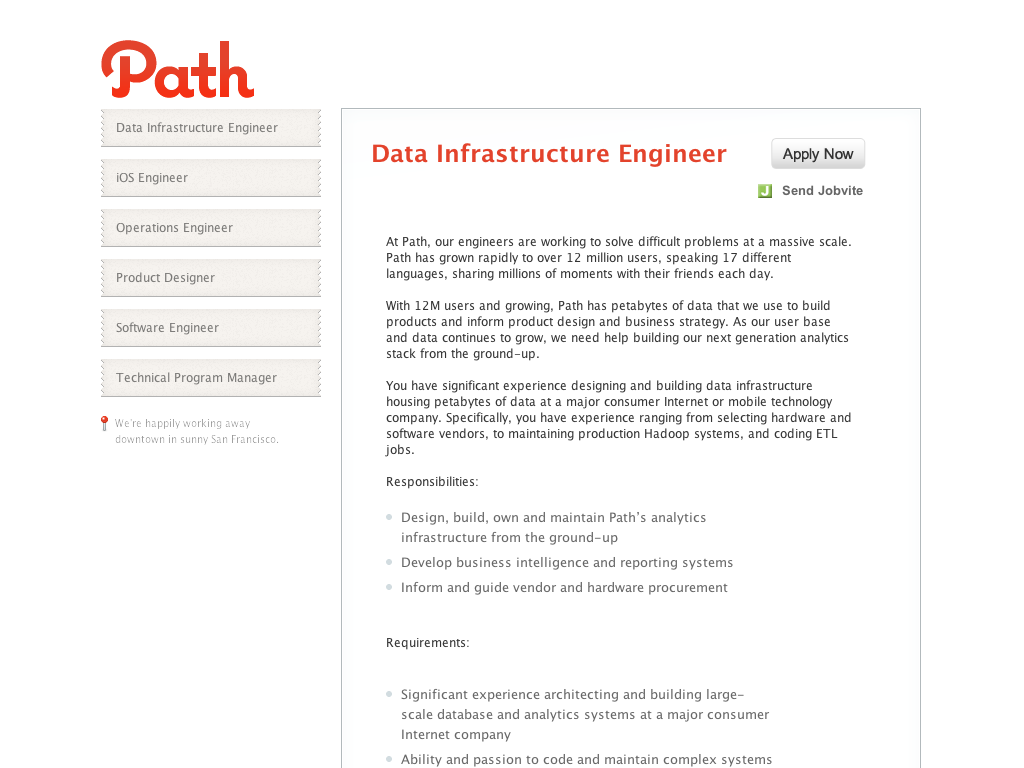 Path
Data Infrastructure Engineer
iOS Engineer
Operations Engineer
Product Designer
Software Engineer
Technical Program Manager
We're happily working away
downtown in sunny San Francisco.
Data Infrastructure Engineer
Apply Now
J Send Jobvite
At Path, our engineers are working to solve difficult problems at a massive scale.
Path has grown rapidly to over 12 million users, speaking 17 different
languages, sharing millions of moments with their friends each day.
With 12M users and growing, Path has petabytes of data that we use to build
products and inform product design and business strategy. As our user base
and data continues to grow, we need help building our next generation analytics
stack from the ground-up.
You have significant experience designing and building data infrastructure
housing petabytes of data at a major consumer Internet or mobile technology
company. Specifically, you have experience ranging from selecting hardware and
software vendors, to maintaining production Hadoop systems, and coding ETL
jobs.
Responsibilities:
Design, build, own and maintain Path's analytics
infrastructure from the ground-up
Develop business intelligence and reporting systems
Inform and guide vendor and hardware procurement
Requirements:
Significant experience architecting and building large-
scale database and analytics systems at a major consumer
Internet company
Ability and passion to code and maintain complex systems